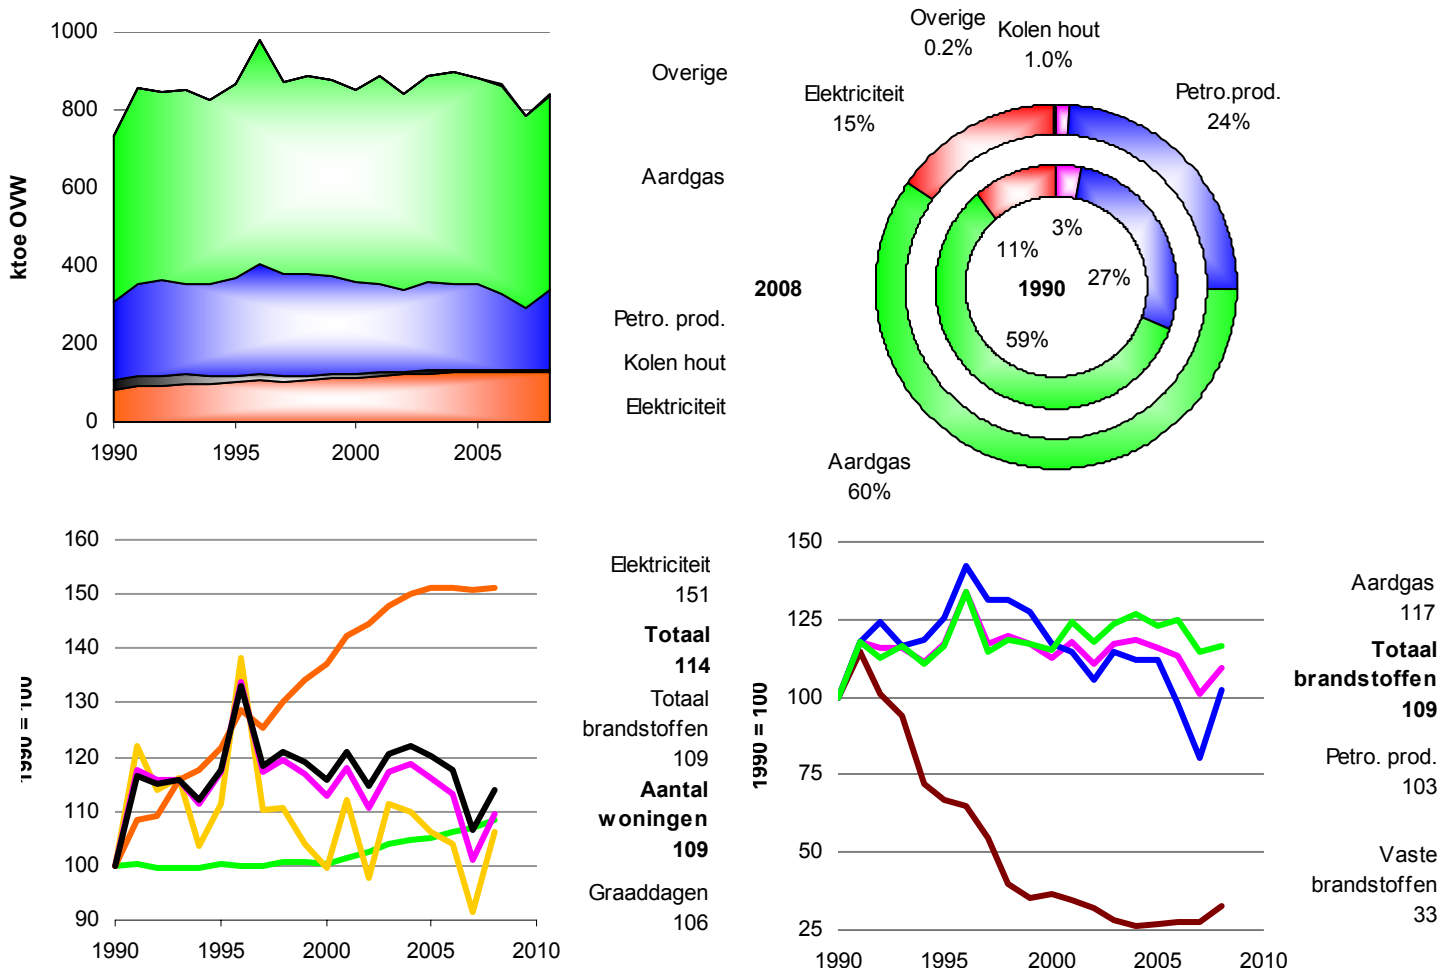 1000
800
600
400
200
0
ktoe OVW
1990
1995
2000
2005
Overige
Aardgas
Petro. prod.
Kolen hout
Elektriciteit
Overige
0.2%
Kolen hout
1.0%
Elektriciteit
15%
Petro.prod.
24%
3%
11%
27%
2008
1990
59%
Aardgas
60%
160
150
140
130
120
110
100
90
1990 = 100
1990
1995
2000
2005
2010
Elektriciteit
151
Totaal
114
Totaal
brandstoffen
109
Aantal
woningen
109
Graaddagen
106
150
125
100
75
50
25
1990 = 100
1990
1995
2000
2005
2010
Aardgas
117
Totaal
brandstoffen
109
Petro. prod.
103
Vaste
brandstoffen
33